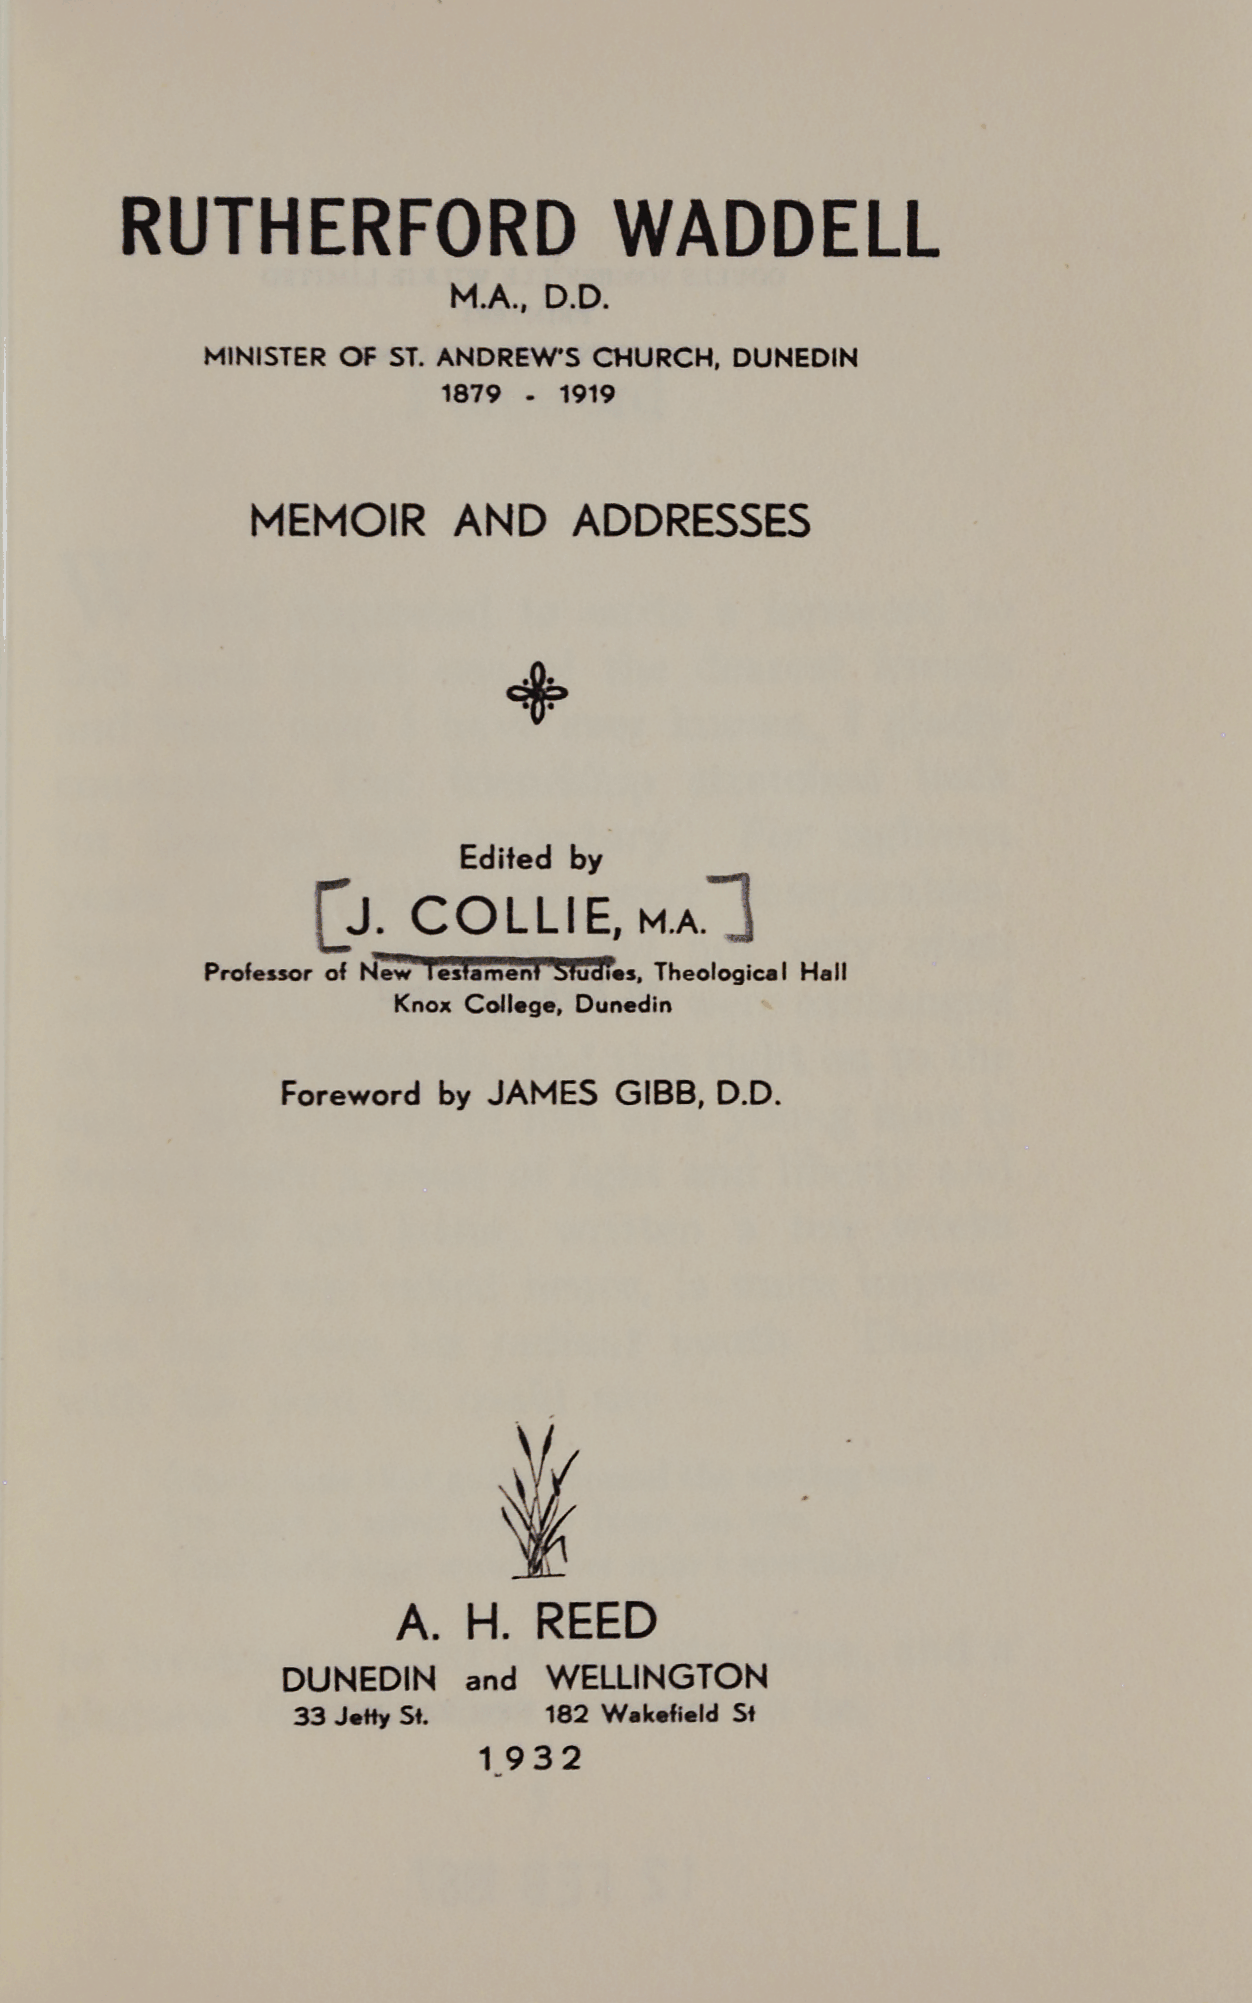 RUTHERFORD WADDELL
M.A., D.D.
MINISTER OF ST. ANDREW'S CHURCH, DUNEDIN
1879 - 1919
MEMOIR AND ADDRESSES
Edited by
[J. COLLIE, M.A.]
Professor of New Testament Studies, Theological Hall
Knox College, Dunedin
Foreword by JAMES GIBB, D.D.
A. H. REED
DUNEDIN and WELLINGTON
33 Jetty St. 182 Wakefield St
1932